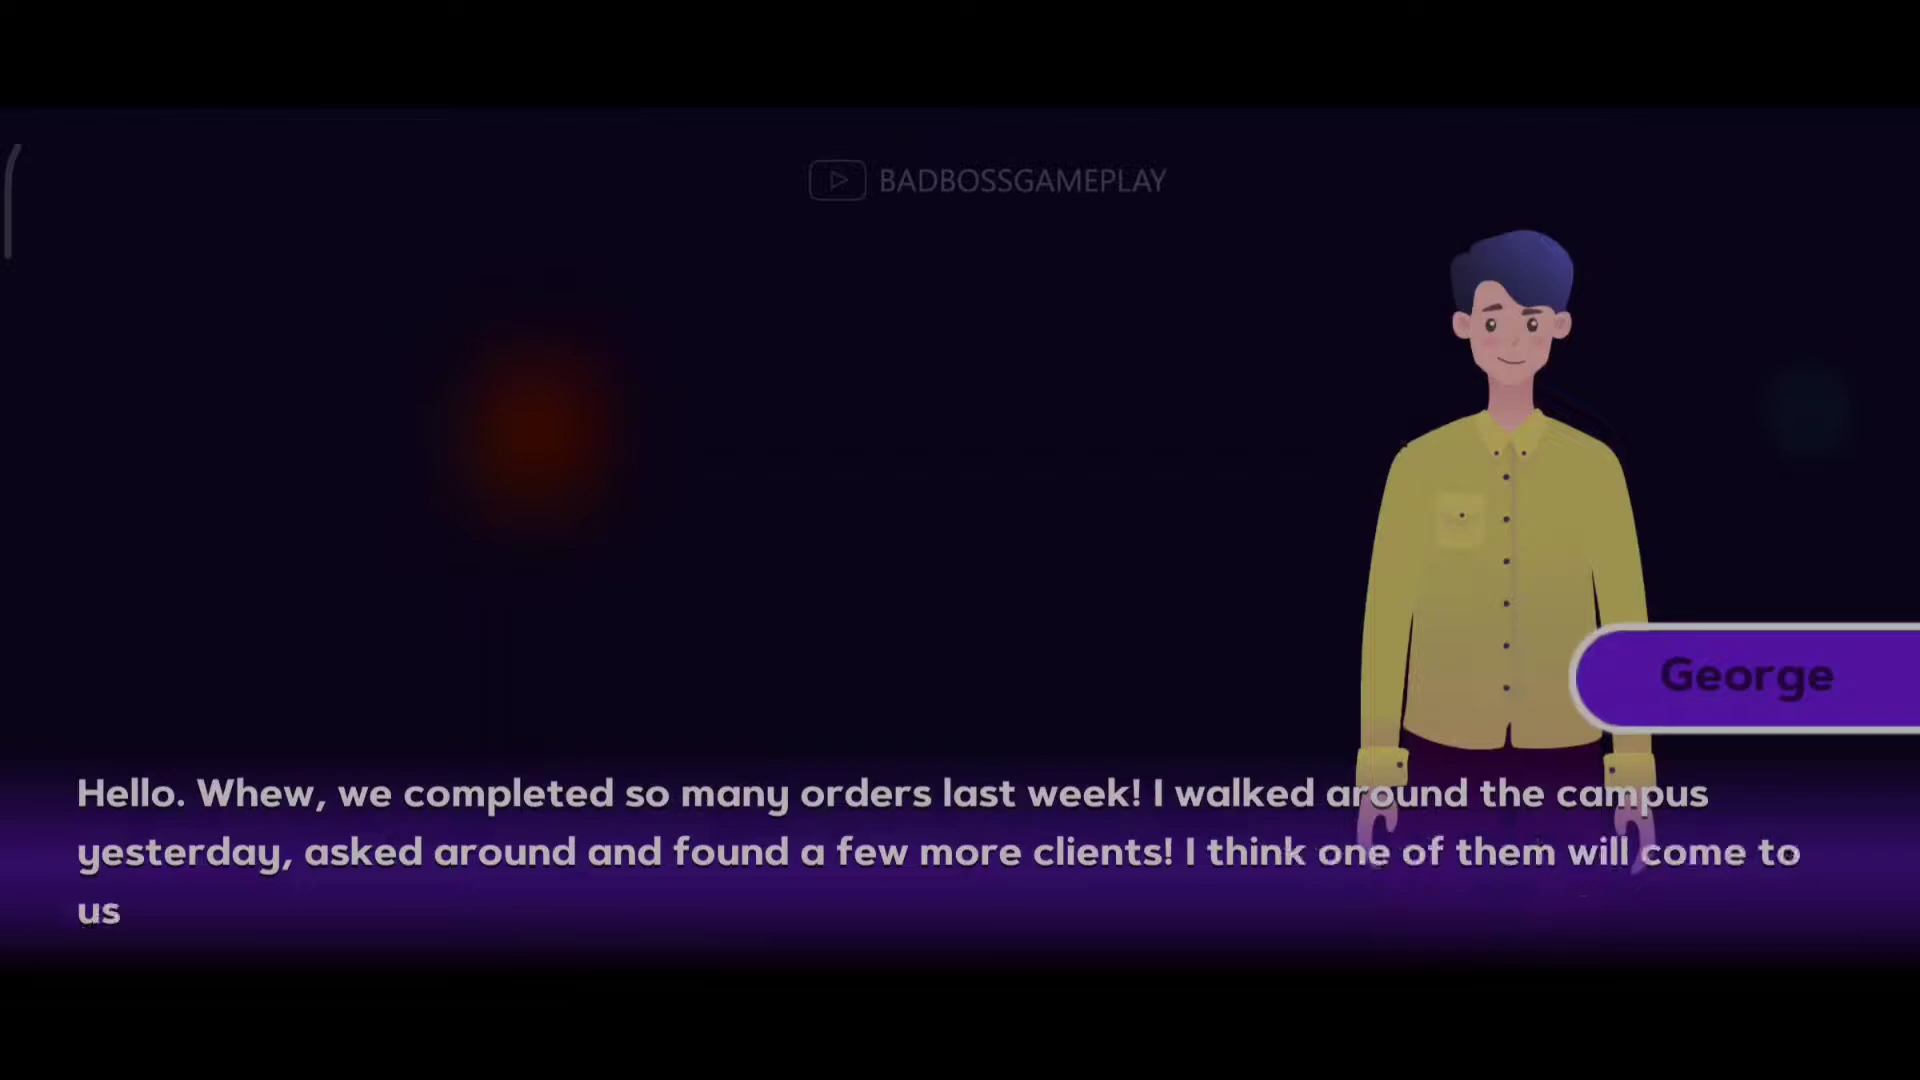 BADBOSSGAMEPLAY
George
Hello. Whew, we completed so many orders last week! I walked around the campus
yesterday, asked around and found a few more clients! I think one of them will come to
us